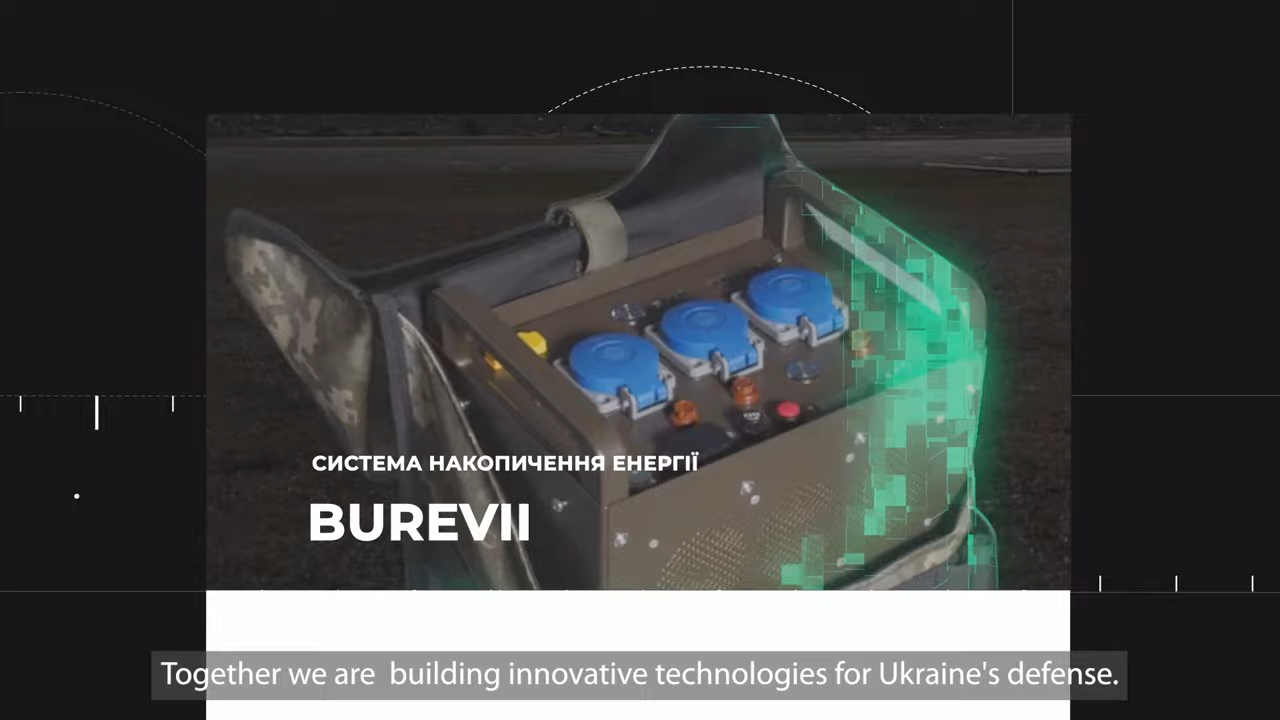 СИСТЕМА НАКОПИЧЕННЯ ЕНЕРГІЇ
BUREVII
Together we are  building innovative technologies for Ukraine's defense.